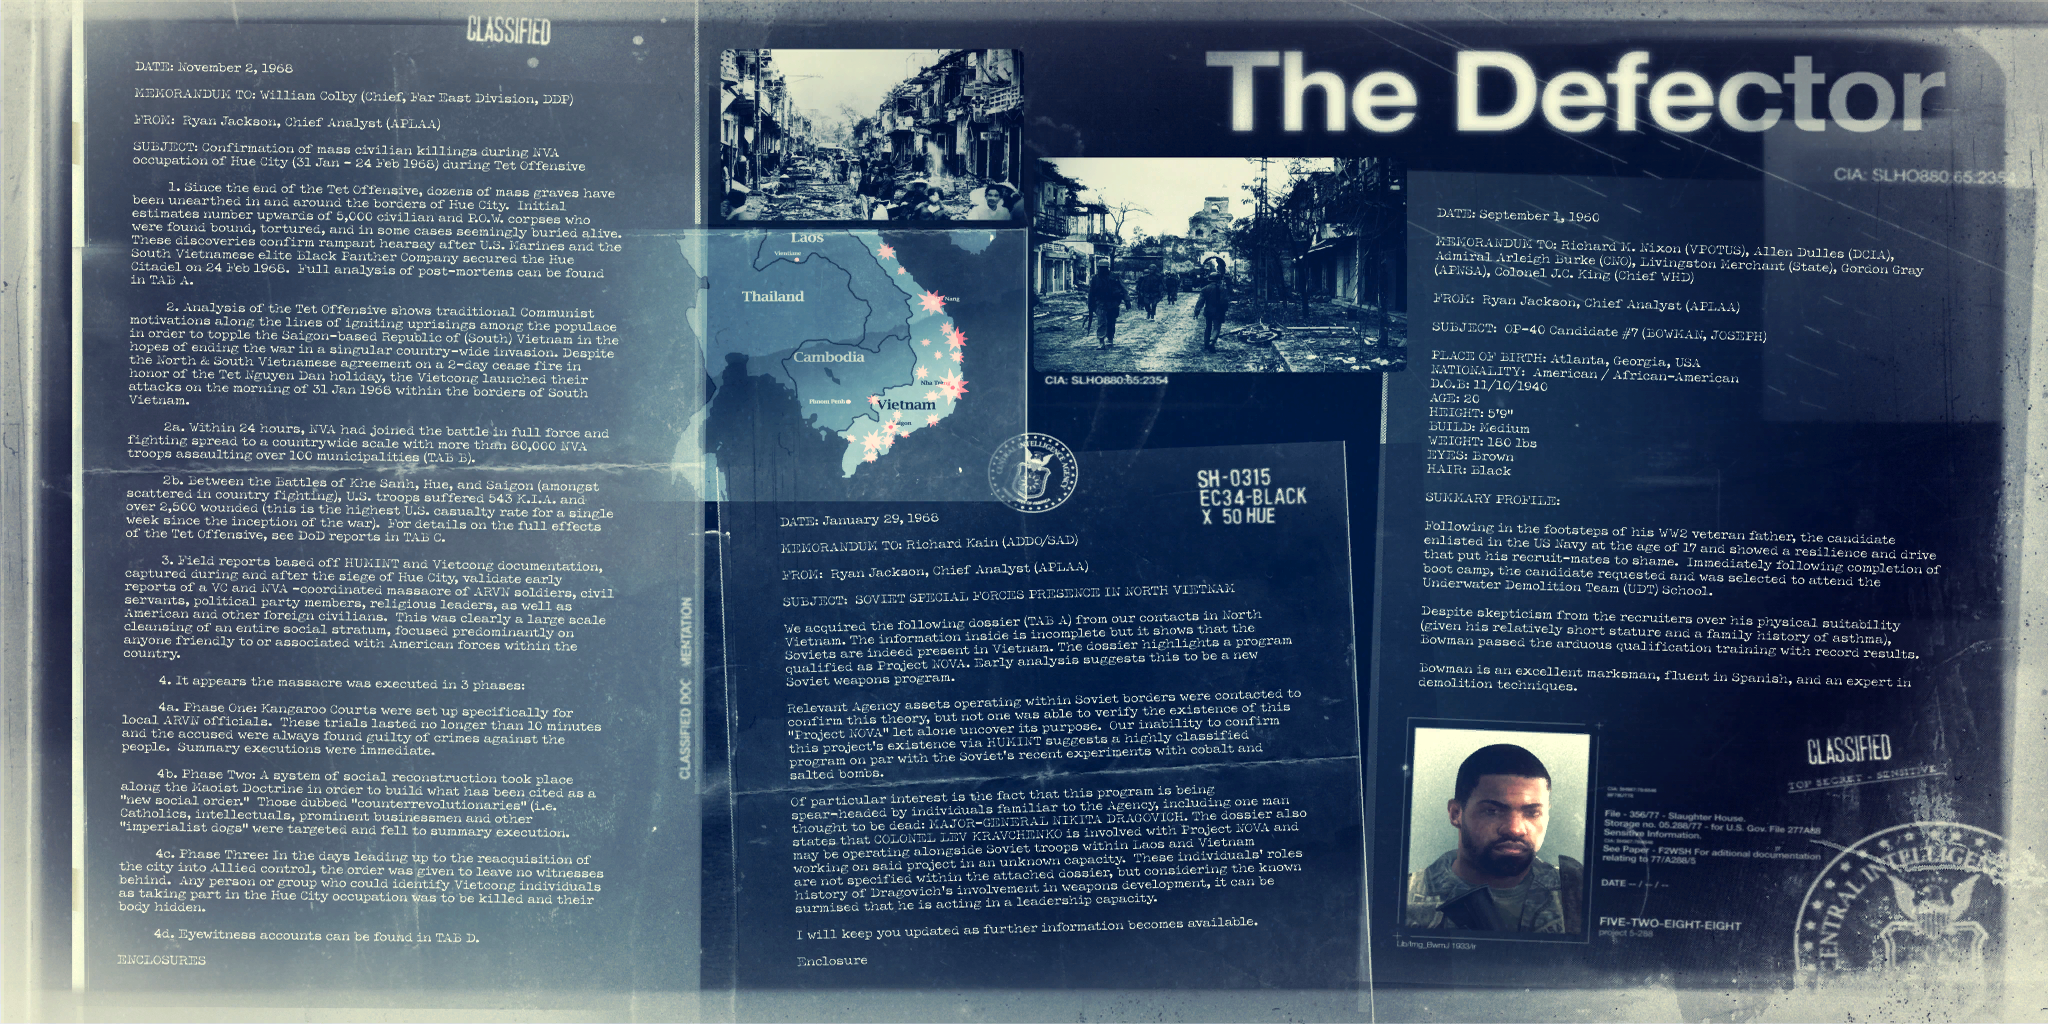 CLASSIFIED
DATE: November 2, 1968
MEMORANDUM TO: William Colby (Chief, Far East Division, DDP)
FROM: Ryan Jackson, Chief Analyst (APLAA)
SUBJECT: Confirmation of mass civilian killings during NVA
occupation of Hue City (31 Jan - 24 Feb 1968) during Tet Offensive
1. Since the end of the Tet Offensive, dozens of mass graves have
been unearthed in and around the borders of Hue City. Initial
estimates number upwards of 5,000 civilian and P.O.W. corpses who
were found bound, tortured, and in some cases seemingly buried alive.
These discoveries confirm rampant hearsay after U.S. Marines and the
South Vietnamese elite Black Panther Company secured the Hue
Citadel on 24 Feb 1968. Full analysis of post-mortems can be found
in TAB A.
2. Analysis of the Tet Offensive shows traditional Communist
motivations along the lines of igniting uprisings among the populace
in order to topple the Saigon-based Republic of (South) Vietnam in the
hopes of ending the war in a singular country-wide invasion. Despite
the North & South Vietnamese agreement on a 2-day cease fire in
honor of the Tet Nguyen Dan holiday, the Vietcong launched their
attacks on the morning of 31 Jan 1968 within the borders of South
Vietnam.
2a. Within 24 hours, NVA had joined the battle in full force and
fighting spread to a countrywide scale with more than 80,000 NVA
troops assaulting over 100 municipalities (TAB B).
2b. Between the Battles of Khe Sanh, Hue, and Saigon (amongst
scattered in country fighting), U.S. troops suffered 543 K.I.A. and
over 2,500 wounded (this is the highest U.S. casualty rate for a single
week since the inception of the war). For details on the full effects
of the Tet Offensive, see DoD reports in TAB C.
3. Field reports based off HUMINT and Vietcong documentation,
captured during and after the siege of Hue City, validate early
reports of a VC and NVA -coordinated massacre of ARVN soldiers, civil
servants, political party members, religious leaders, as well as
American and other foreign civilians. This was clearly a large scale
cleansing of an entire social stratum, focused predominantly on
anyone friendly to or associated with American forces within the
country.
4. It appears the massacre was executed in 3 phases:
4a. Phase One: Kangaroo Courts were set up specifically for
local ARVN officials. These trials lasted no longer than 10 minutes
and the accused were always found guilty of crimes against the
people. Summary executions were immediate.
4b. Phase Two: A system of social reconstruction took place
along the Maoist Doctrine in order to build what has been cited as a
"new social order." Those dubbed "counterrevolutionaries" (i.e.
Catholics, intellectuals, prominent businessmen and other
"imperialist dogs" were targeted and fell to summary execution.
4c. Phase Three: In the days leading up to the reacquisition of
the city into Allied control, the order was given to leave no witnesses
behind. Any person or group who could identify Vietcong individuals
as taking part in the Hue City occupation was to be killed and their
body hidden.
4d. Eyewitness accounts can be found in TAB D.
ENCLOSURES
CLASSIFIED DOC MENTATION
Laos
Vientiane
Thailand
Nang
Cambodia
Nha Trang
Phnom Penh
Vietnam
CIA: SLHO880:65:2354
SH-0315
EC34-BLACK
X 50 HUE
DATE: January 29, 1968
MEMORANDUM TO: Richard Kain (ADDO/SAD)
FROM: Ryan Jackson, Chief Analyst (APLAA)
SUBJECT: SOVIET SPECIAL FORCES PRESENCE IN NORTH VIETNAM
We acquired the following dossier (TAB A) from our contacts in North
Vietnam. The information inside is incomplete but it shows that the
Soviets are indeed present in Vietnam. The dossier highlights a program
qualified as Project NOVA. Early analysis suggests this to be a new
Soviet weapons program.
Relevant Agency assets operating within Soviet borders were contacted to
confirm this theory, but not one was able to verify the existence of this
"Project NOVA" let alone uncover its purpose. Our inability to confirm
this project's existence via HUMINT suggests a highly classified
program on par with the Soviet's recent experiments with cobalt and
salted bombs.
Of particular interest is the fact that this program is being
spear-headed by individuals familiar to the Agency, including one man
thought to be dead: MAJOR-GENERAL NIKITA DRAGOVICH. The dossier also
states that COLONEL LEV KRAVCHENKO is involved with Project NOVA and
may be operating alongside Soviet troops within Laos and Vietnam
working on said project in an unknown capacity. These individuals' roles
are not specified within the attached dossier, but considering the known
history of Dragovich's involvement in weapons development, it can be
surmised that he is acting in a leadership capacity.
I will keep you updated as further information becomes available.
Enclosure
The Defector
CIA: SLHO880:65:2354
DATE: September 1, 1960
MEMORANDUM TO: Richard M. Nixon (VPOTUS), Allen Dulles (DCIA),
Admiral Arleigh Burke (CNO), Livingston Merchant (State), Gordon Gray
(APNSA), Colonel J.C. King (Chief WHD)
FROM: Ryan Jackson, Chief Analyst (APLAA)
SUBJECT: OP-40 Candidate #7 (BOWMAN, JOSEPH)
PLACE OF BIRTH: Atlanta, Georgia, USA
NATIONALITY: American / African-American
D.O.B: 11/10/1940
AGE: 20
HEIGHT: 5'9"
BUILD: Medium
WEIGHT: 180 lbs
EYES: Brown
HAIR: Black
SUMMARY PROFILE:
Following in the footsteps of his WW2 veteran father, the candidate
enlisted in the US Navy at the age of 17 and showed a resilience and drive
that put his recruit-mates to shame. Immediately following completion of
boot camp, the candidate requested and was selected to attend the
Underwater Demolition Team (UDT) School.
Despite skepticism from the recruiters over his physical suitability
(given his relatively short stature and a family history of asthma),
Bowman passed the arduous qualification training with record results.
Bowman is an excellent marksman, fluent in Spanish, and an expert in
demolition techniques.
CLASSIFIED
TOP SECRET - SENSITIVE
File - 356/77 - Slaughter House.
Storage no. 05.288/77 - for U.S. Gov. File 277A88
Sensitive Information.
See Paper - F2WSH For aditional documentation
relating to 77/A288/5
DATE -- / -- / --
FIVE-TWO-EIGHT-EIGHT
project 5-288
Lib/Img_BwmJ 1933/tr
CENTRAL INTELLIGENCE